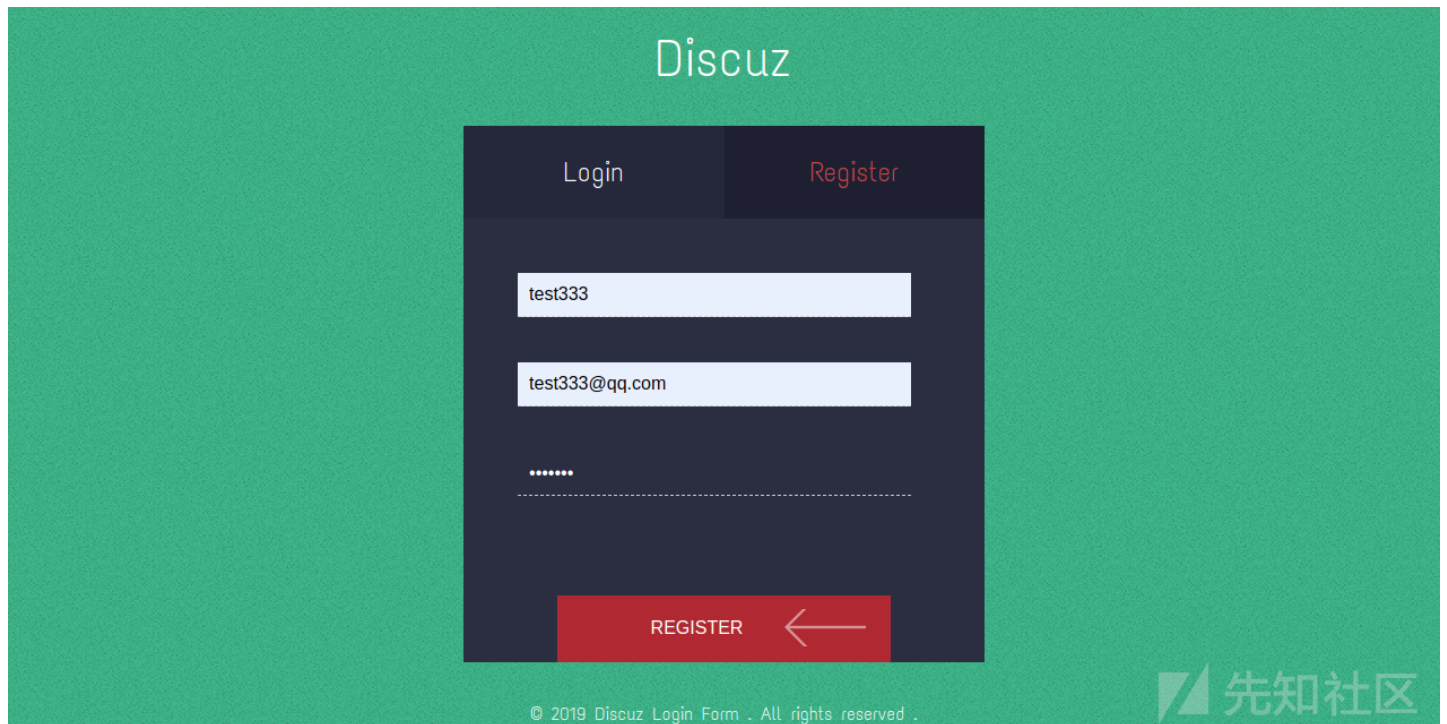 Discuz
Login Register
test333
test333@qq.com
•••••••
REGISTER
© 2019 Discuz Login Form . All rights reserved .
先知社区